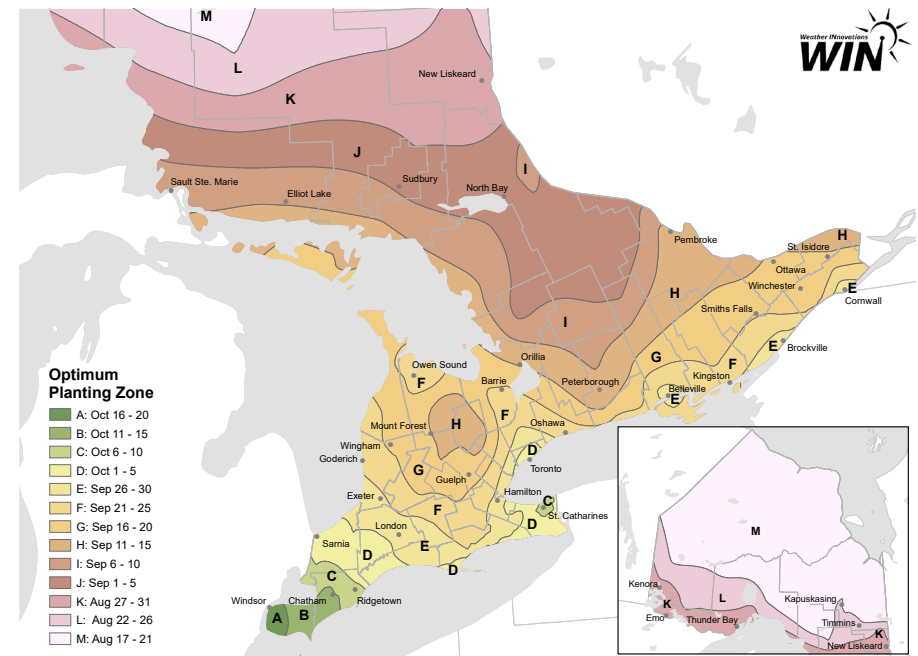 M
Weather INnovations
WIN
L
New Liskeard
K
J
I
Sault Ste. Marie
Sudbury
North Bay
Elliot Lake
Pembroke
H
St. Isidore
Ottawa
Winchester
E
Cornwall
H
Smiths Falls
I
G
E
Brockville
Orillia
Owen Sound
F
F
Kingston
Barrie
Peterborough
Belleville
E
Optimum
Planting Zone
A: Oct 16 - 20
B: Oct 11 - 15
C: Oct 6 - 10
D: Oct 1 - 5
E: Sep 26 - 30
F: Sep 21 - 25
G: Sep 16 - 20
H: Sep 11 - 15
I: Sep 6 - 10
J: Sep 1 - 5
K: Aug 27 - 31
L: Aug 22 - 26
M: Aug 17 - 21
F
Mount Forest
H
Oshawa
Wingham
D
Goderich
G
Toronto
Guelph
Exeter
Hamilton
C
F
St. Catharines
London
D
Sarnia
E
D
D
C
Windsor
Chatham
Ridgetown
A
B
M
Kenora
L
K
Kapuskasing
Emo
Thunder Bay
Timmins
K
New Liskeard